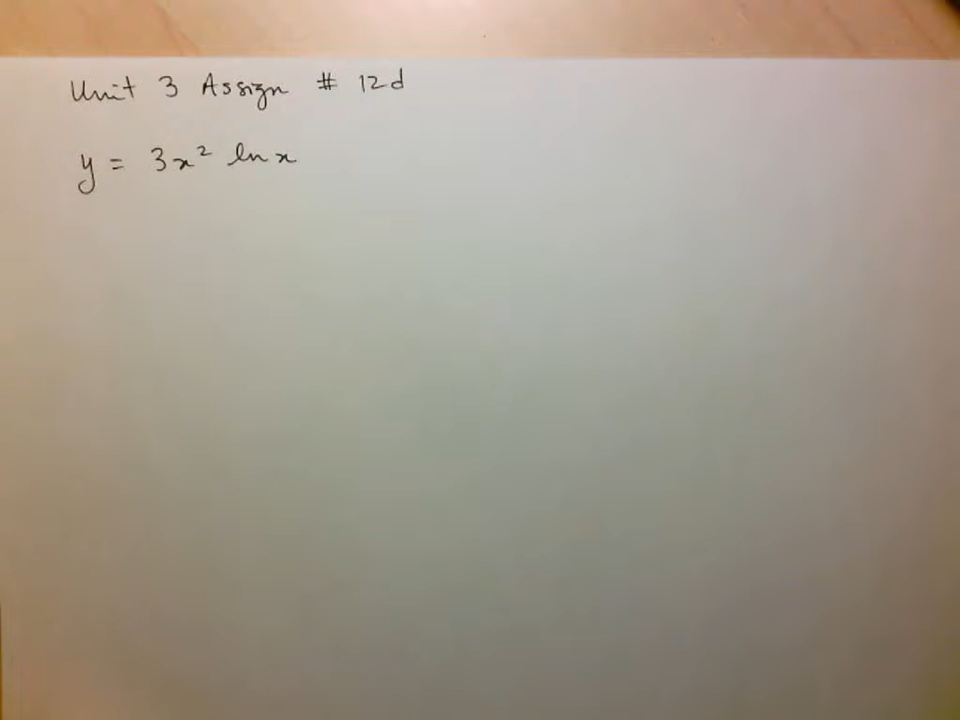 Unit 3 Assign # 12d
y = 3x² ln x